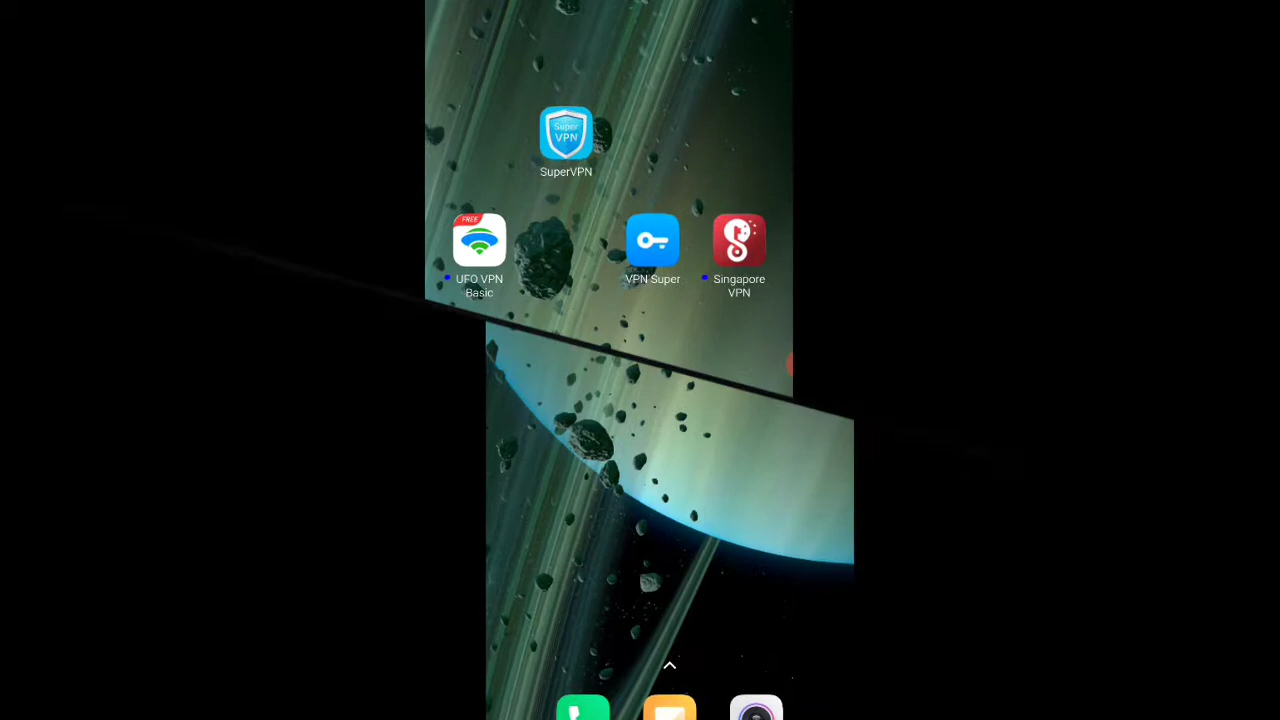 Super
VPN
SuperVPN
FREE
UFO VPN
Basic
VPN Super
Singapore
VPN